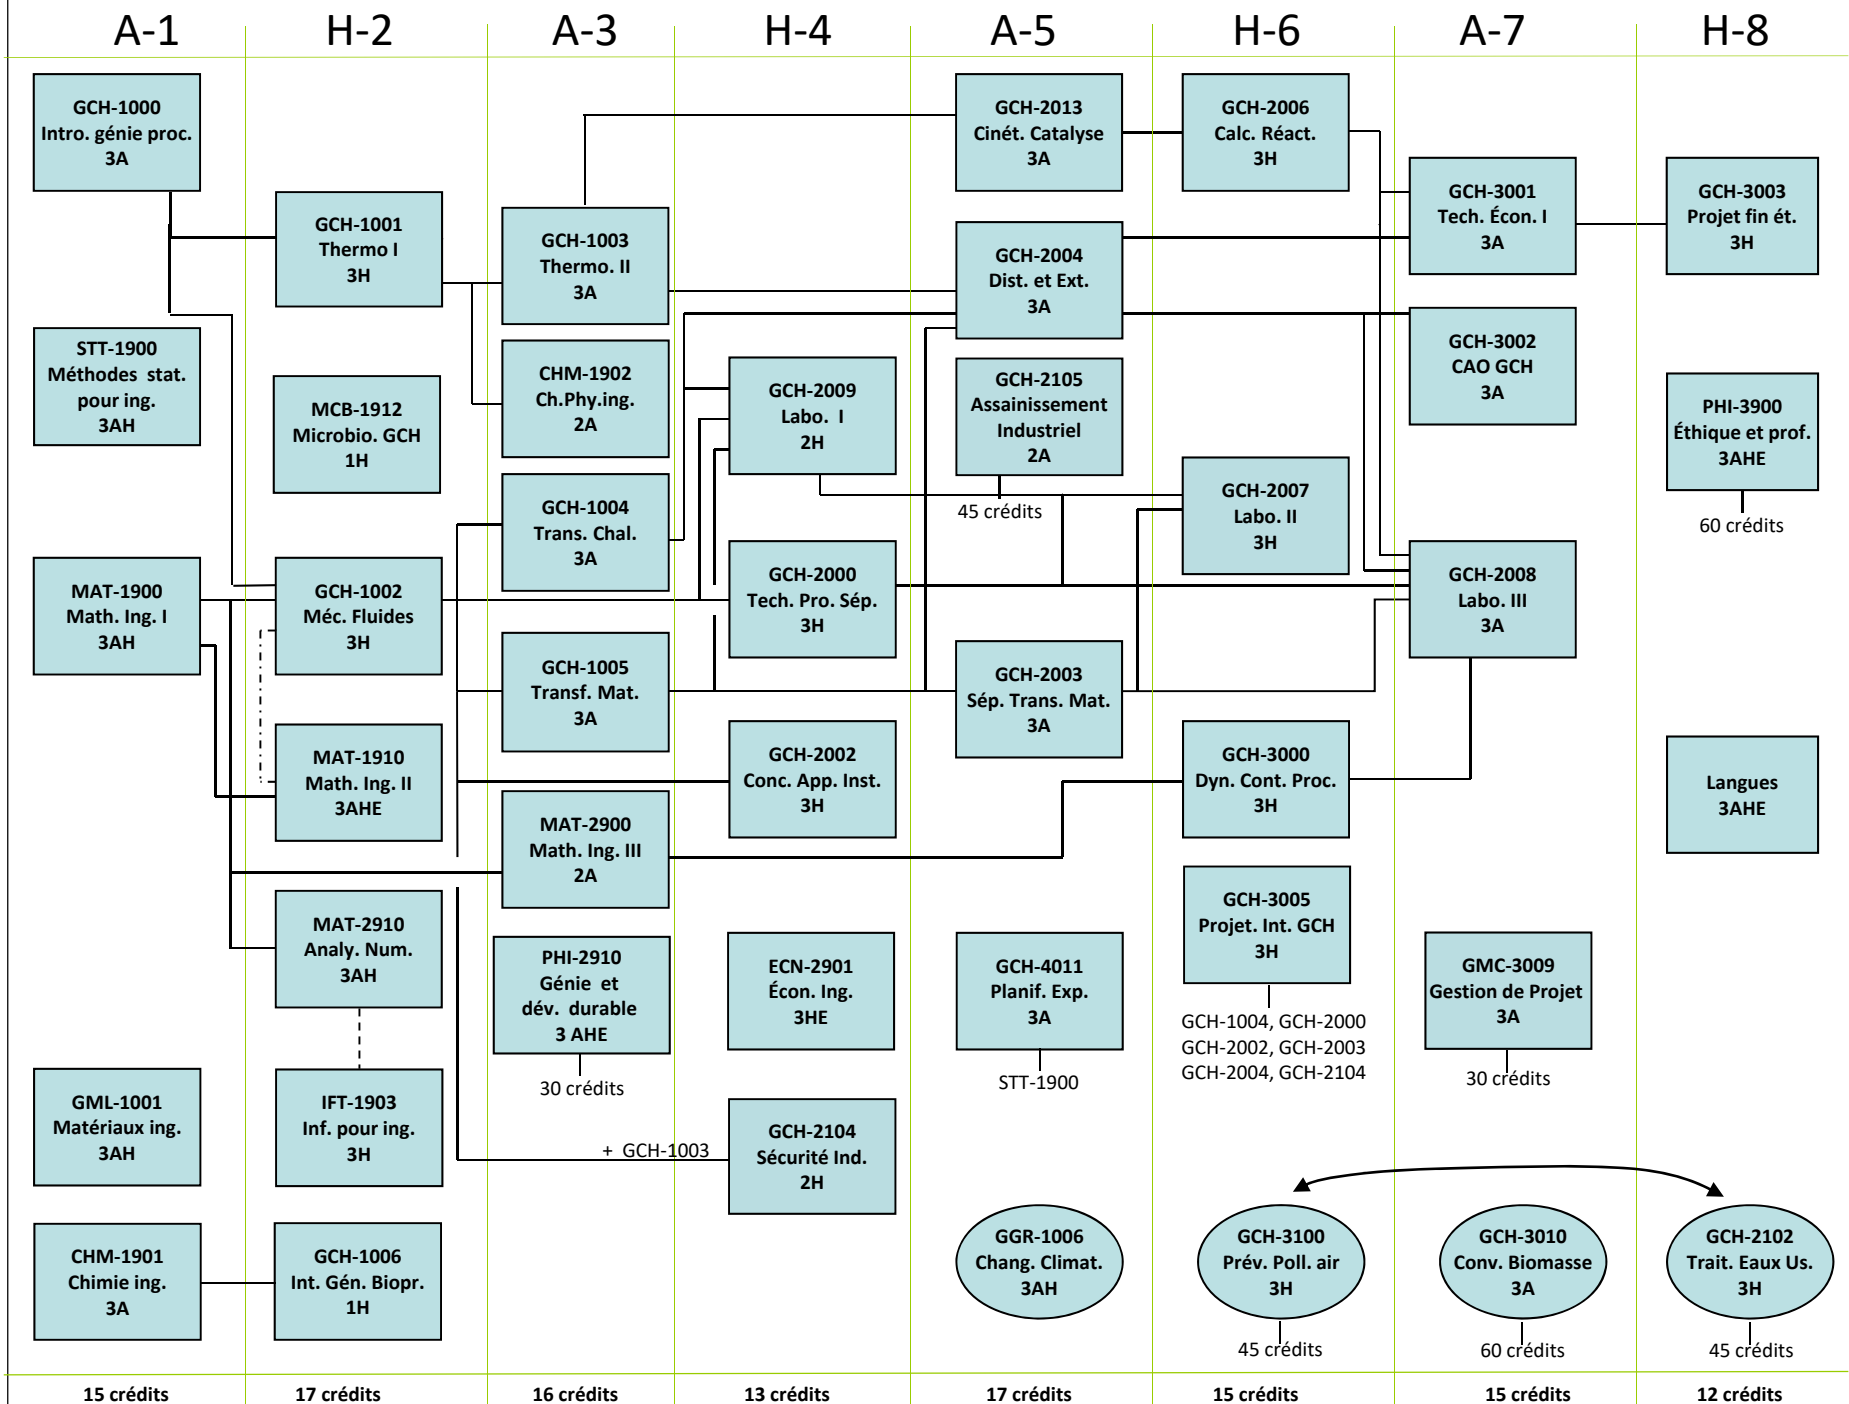 A-1
H-2
A-3
H-4
A-5
H-6
A-7
H-8
GCH-1000
Intro. génie proc.
3A
STT-1900
Méthodes stat.
pour ing.
3AH
MAT-1900
Math. Ing. I
3AH
GML-1001
Matériaux ing.
3AH
CHM-1901
Chimie ing.
3A
15 crédits
GCH-1001
Thermo I
3H
MCB-1912
Microbio. GCH
1H
GCH-1002
Méc. Fluides
3H
MAT-1910
Math. Ing. II
3AHE
MAT-2910
Analy. Num.
3AH
IFT-1903
Inf. pour ing.
3H
GCH-1006
Int. Gén. Biopr.
1H
17 crédits
GCH-1003
Thermo. II
3A
CHM-1902
Ch.Phy.ing.
2A
GCH-1004
Trans. Chal.
3A
GCH-1005
Transf. Mat.
3A
MAT-2900
Math. Ing. III
2A
PHI-2910
Génie et
dév. durable
3 AHE
30 crédits
+ GCH-1003
16 crédits
GCH-2009
Labo. I
2H
GCH-2000
Tech. Pro. Sép.
3H
GCH-2002
Conc. App. Inst.
3H
ECN-2901
Écon. Ing.
3HE
GCH-2104
Sécurité Ind.
2H
13 crédits
GCH-2013
Cinét. Catalyse
3A
GCH-2004
Dist. et Ext.
3A
GCH-2105
Assainissement
Industriel
2A
45 crédits
GCH-2003
Sép. Trans. Mat.
3A
GCH-4011
Planif. Exp.
3A
STT-1900
GGR-1006
Chang. Climat.
3AH
17 crédits
GCH-2006
Calc. Réact.
3H
GCH-2007
Labo. II
3H
GCH-3000
Dyn. Cont. Proc.
3H
GCH-3005
Projet. Int. GCH
3H
GCH-1004, GCH-2000
GCH-2002, GCH-2003
GCH-2004, GCH-2104
GCH-3100
Prév. Poll. air
3H
45 crédits
15 crédits
GCH-3001
Tech. Écon. I
3A
GCH-3002
CAO GCH
3A
GCH-2008
Labo. III
3A
GMC-3009
Gestion de Projet
3A
30 crédits
GCH-3010
Conv. Biomasse
3A
60 crédits
15 crédits
GCH-3003
Projet fin ét.
3H
PHI-3900
Éthique et prof.
3AHE
60 crédits
Langues
3AHE
GCH-2102
Trait. Eaux Us.
3H
45 crédits
12 crédits